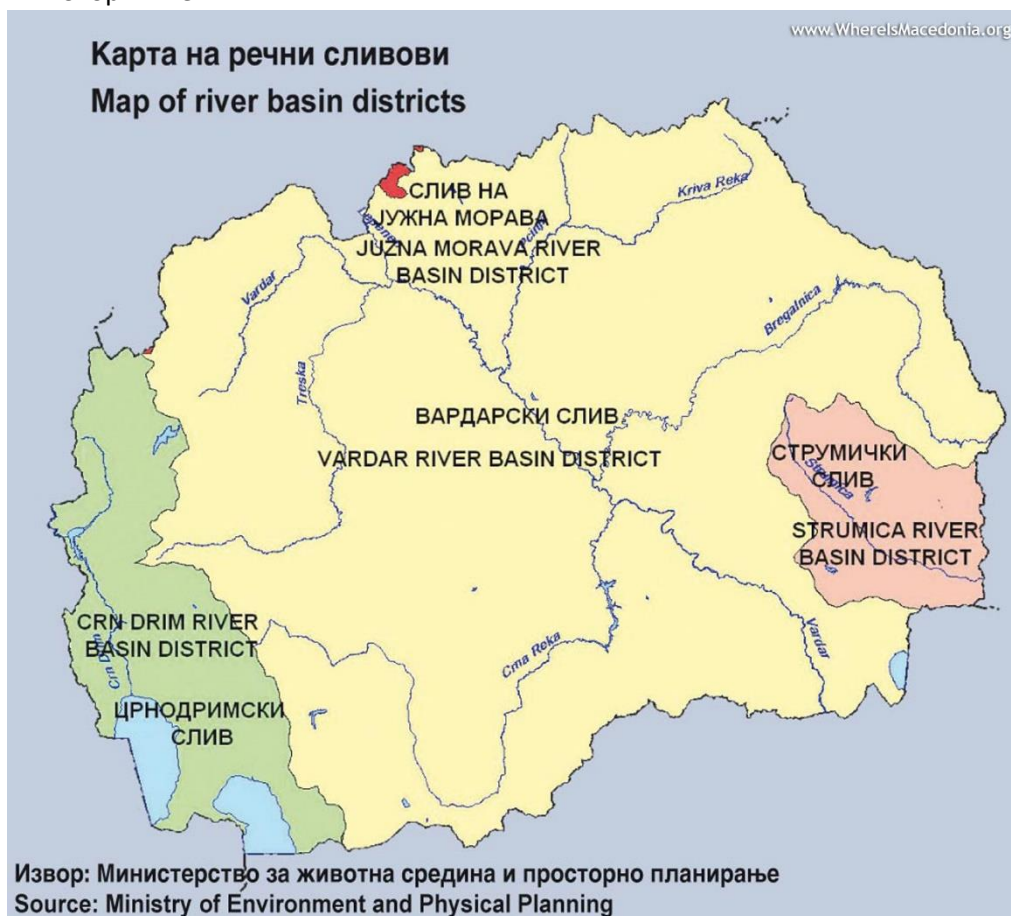 www.WhereIsMacedonia.org
Карта на речни сливови
Map of river basin districts
СЛИВ НА
ЈУЖНА МОРАВА
JUZNA MORAVA RIVER
BASIN DISTRICT
Kriva Reka
Vardar
Bregalnica
Treska
ВАРДАРСКИ СЛИВ
VARDAR RIVER BASIN DISTRICT
СТРУМИЧКИ
СЛИВ
STRUMICA RIVER
BASIN DISTRICT
CRN DRIM RIVER
BASIN DISTRICT
Crn Drim
Crna Reka
Vardar
ЦРНОДРИМСКИ
СЛИВ
Извор: Министерство за животна средина и просторно планирање
Source: Ministry of Environment and Physical Planning